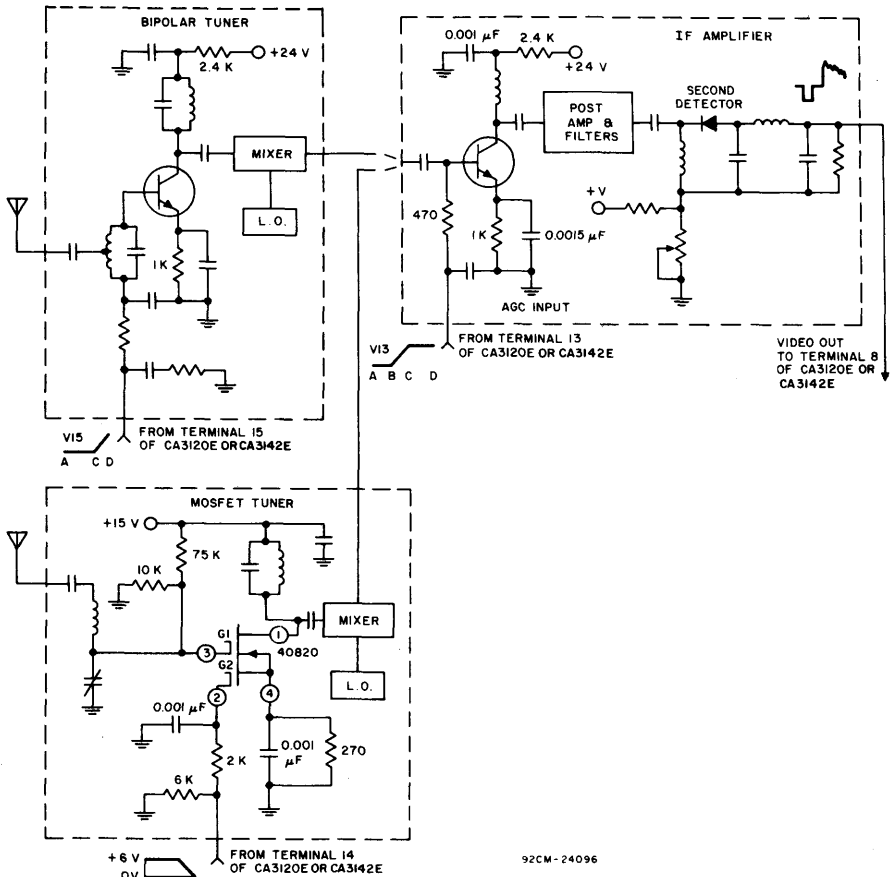 BIPOLAR TUNER
2.4 K
+24 V
MIXER
L.O.
1K
V15
A C D
FROM TERMINAL 15
OF CA3120E OR CA3142E
0.001 µF
2.4 K
+24 V
IF AMPLIFIER
POST
AMP &
FILTERS
SECOND
DETECTOR
470
1K
0.0015 µF
+V
AGC INPUT
V13
A B C D
FROM TERMINAL 13
OF CA3120E OR CA3142E
VIDEO OUT
TO TERMINAL 8
OF CA3120E OR
CA3142E
MOSFET TUNER
+15 V
75 K
10 K
G1
3
1
40820
G2
2
4
MIXER
L.O.
0.001 µF
2 K
0.001
µF
270
6 K
+6 V
0V
FROM TERMINAL 14
OF CA3120E OR CA3142E
92CM-24096